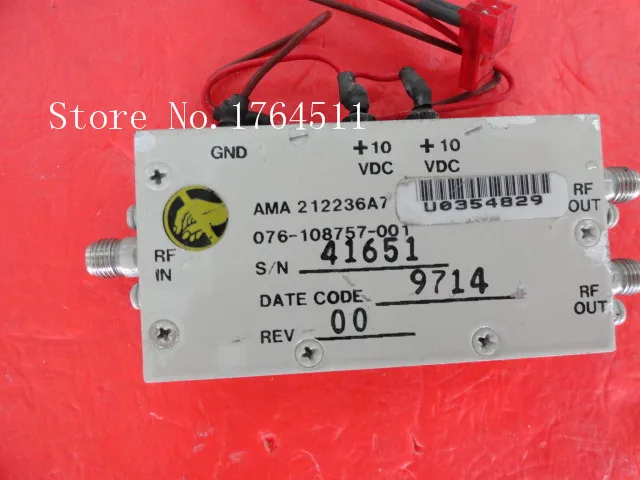 Store No.1764511
GND
+10 VDC
+10 VDC
AMA 212236A7
U0354829
RF OUT
076-108757-001
RF IN
S/N 41651
DATE CODE 9714
RF OUT
REV 00